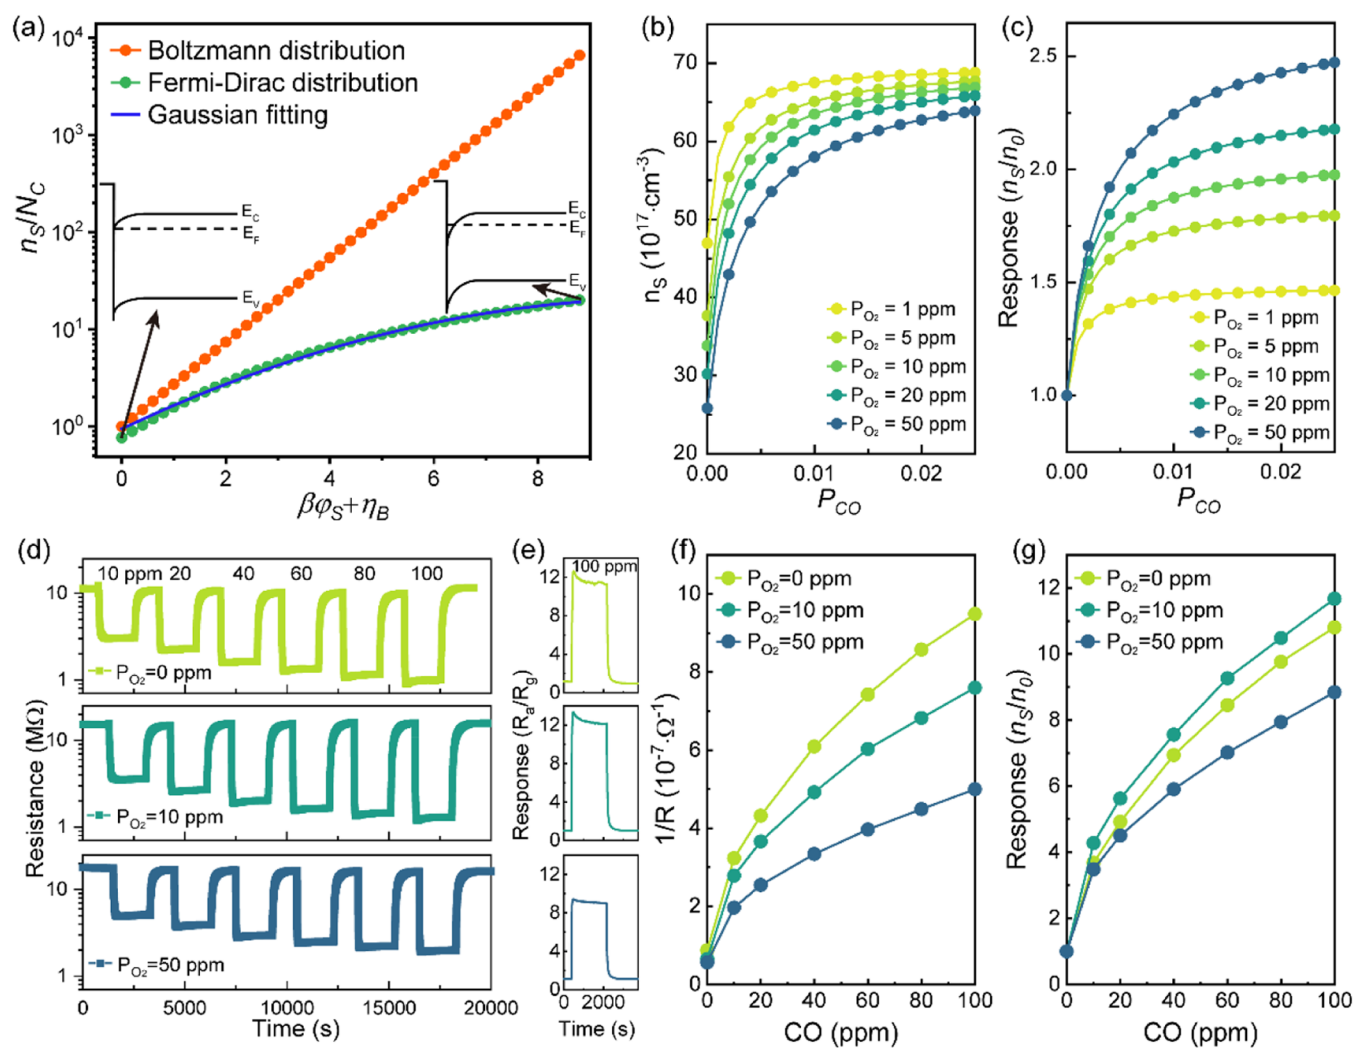 (a)
10⁴
10³
10²
10¹
10⁰
n_S/N_C
Boltzmann distribution
Fermi-Dirac distribution
Gaussian fitting
E_C
E_F
E_V
E_C
E_F
E_V
0 2 4 6 8
βφ_S+η_B
(b)
70
60
50
40
30
20
n_S (10¹⁷·cm⁻³)
P_O₂ = 1 ppm
P_O₂ = 5 ppm
P_O₂ = 10 ppm
P_O₂ = 20 ppm
P_O₂ = 50 ppm
0.00 0.01 0.02
P_CO
(c)
2.5
2.0
1.5
1.0
Response (n_S/n_0)
P_O₂ = 1 ppm
P_O₂ = 5 ppm
P_O₂ = 10 ppm
P_O₂ = 20 ppm
P_O₂ = 50 ppm
0.00 0.01 0.02
P_CO
(d)
10 ppm 20 40 60 80 100
10
1
P_O₂=0 ppm
10
1
P_O₂=10 ppm
10
1
P_O₂=50 ppm
Resistance (MΩ)
0 5000 10000 15000 20000
Time (s)
(e)
100 ppm
12
8
4
0
12
8
4
0
12
8
4
0
Response (R_a/R_g)
0 2000
Time (s)
(f)
P_O₂=0 ppm
P_O₂=10 ppm
P_O₂=50 ppm
10
8
6
4
2
0
1/R (10⁻⁷·Ω⁻¹)
0 20 40 60 80 100
CO (ppm)
(g)
P_O₂=0 ppm
P_O₂=10 ppm
P_O₂=50 ppm
12
10
8
6
4
2
0
Response (n_S/n_0)
0 20 40 60 80 100
CO (ppm)